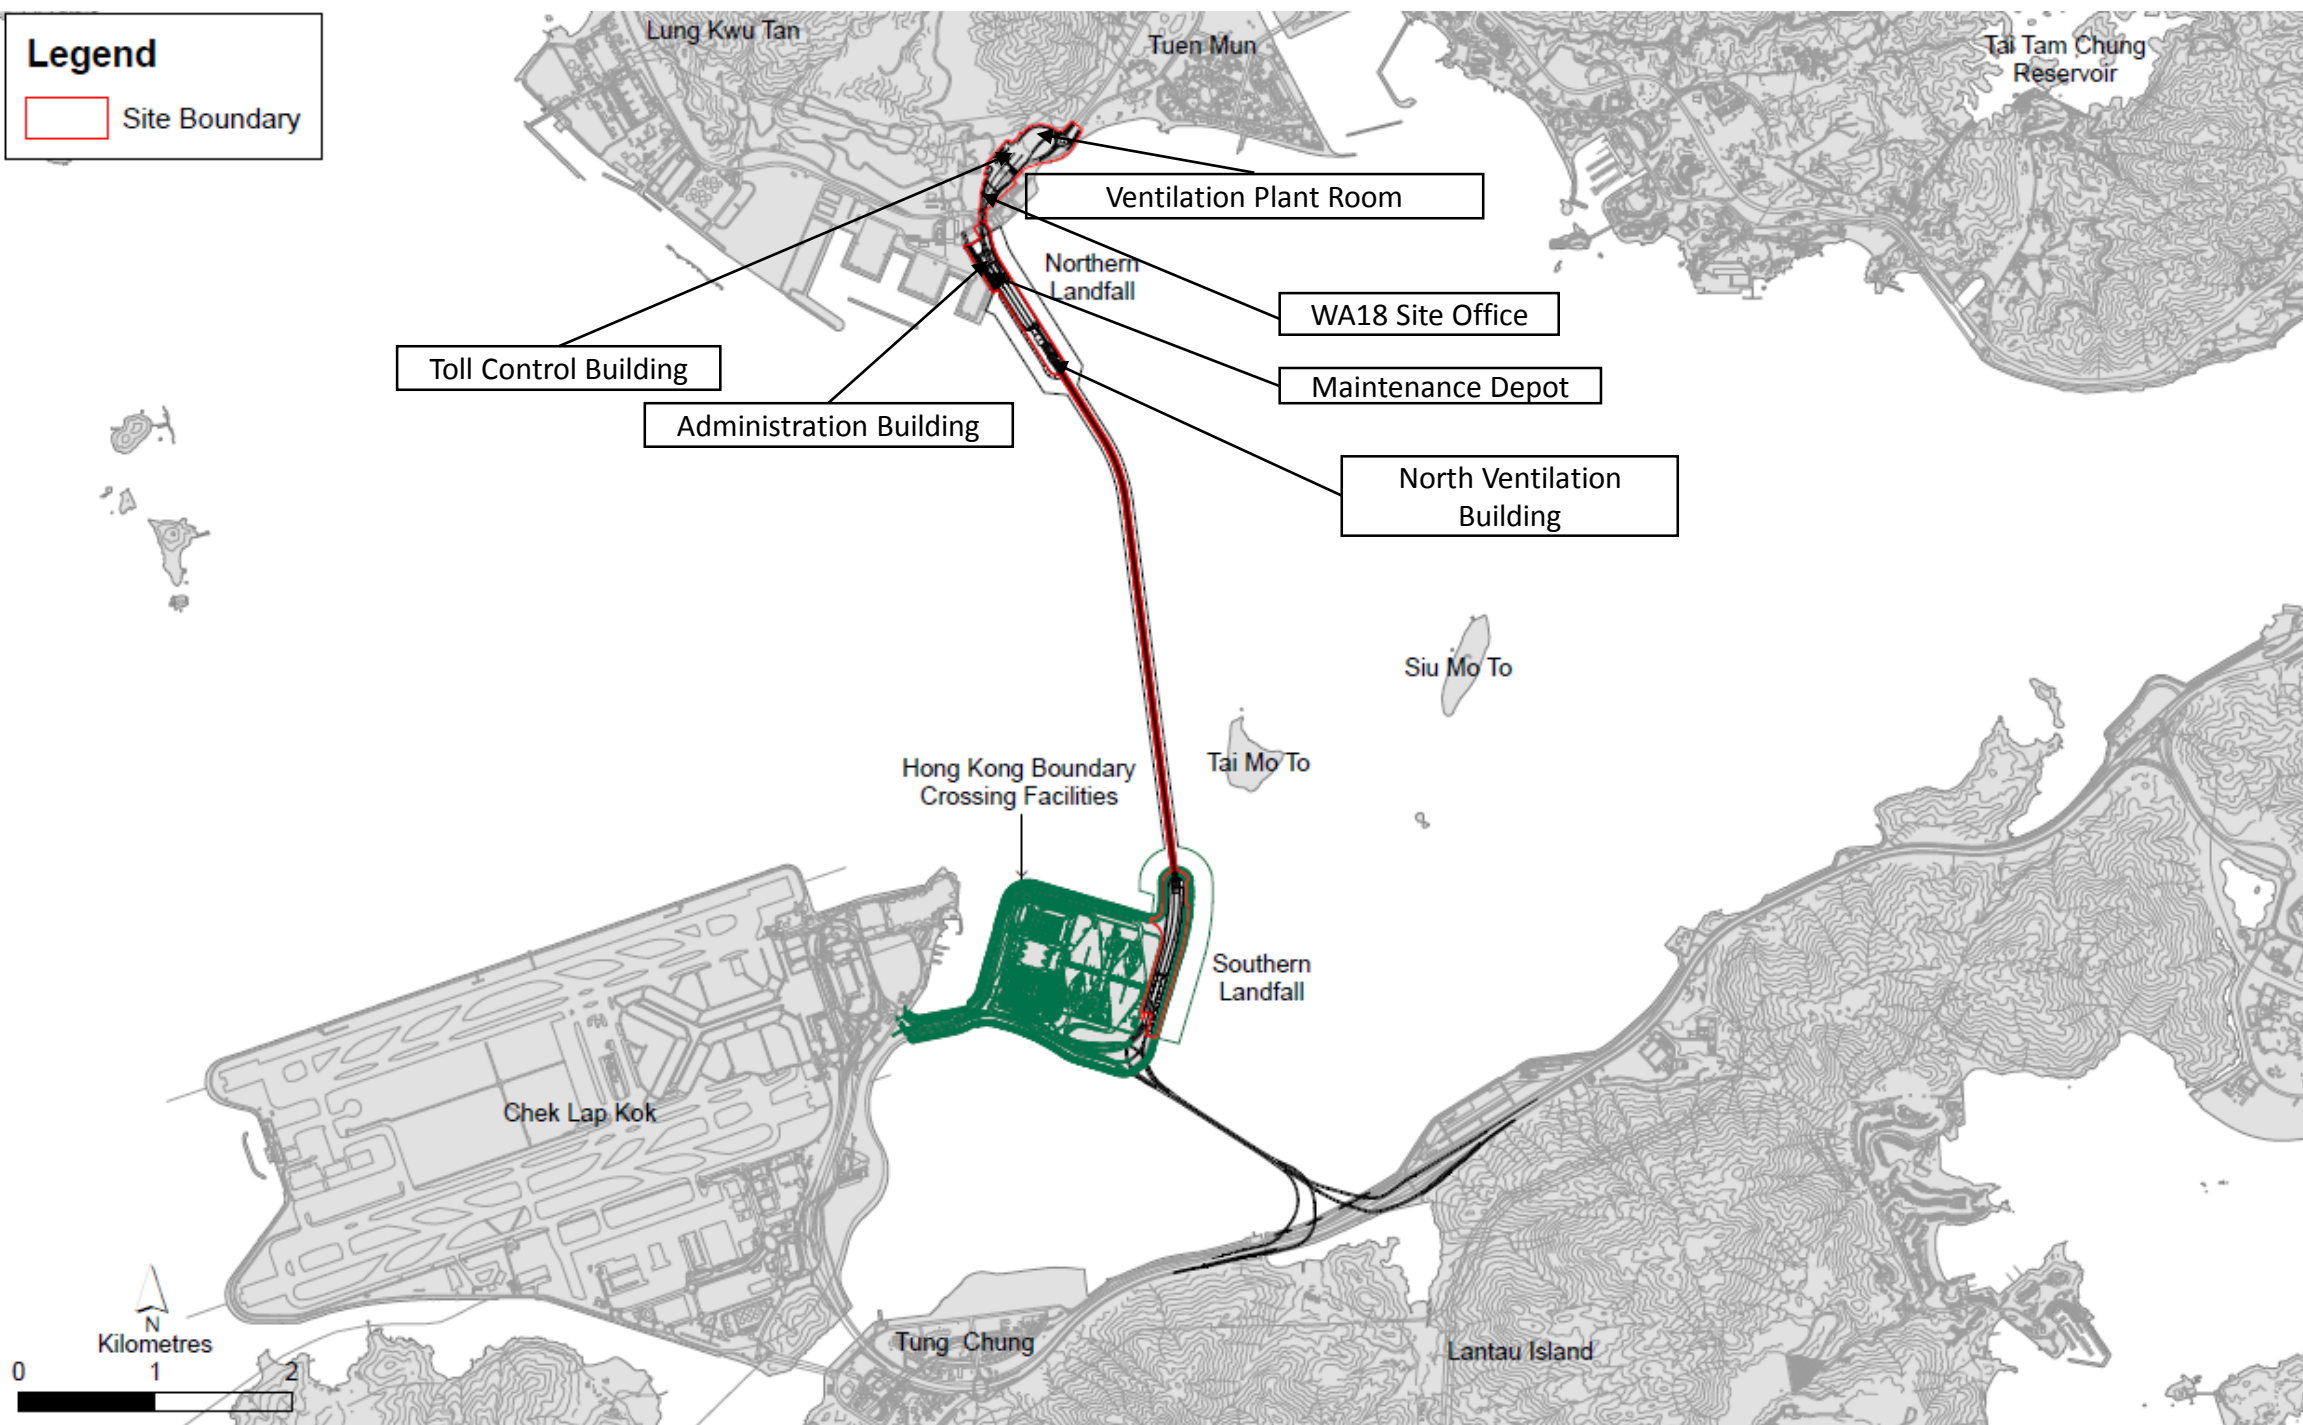 Legend
Site Boundary
Lung Kwu Tan
Tuen Mun
Tai Tam Chung
Reservoir
Ventilation Plant Room
Northern
Landfall
WA18 Site Office
Toll Control Building
Maintenance Depot
Administration Building
North Ventilation
Building
Siu Mo To
Tai Mo To
Hong Kong Boundary
Crossing Facilities
Southern
Landfall
Chek Lap Kok
N
Kilometres
0 1 2
Tung Chung
Lantau Island